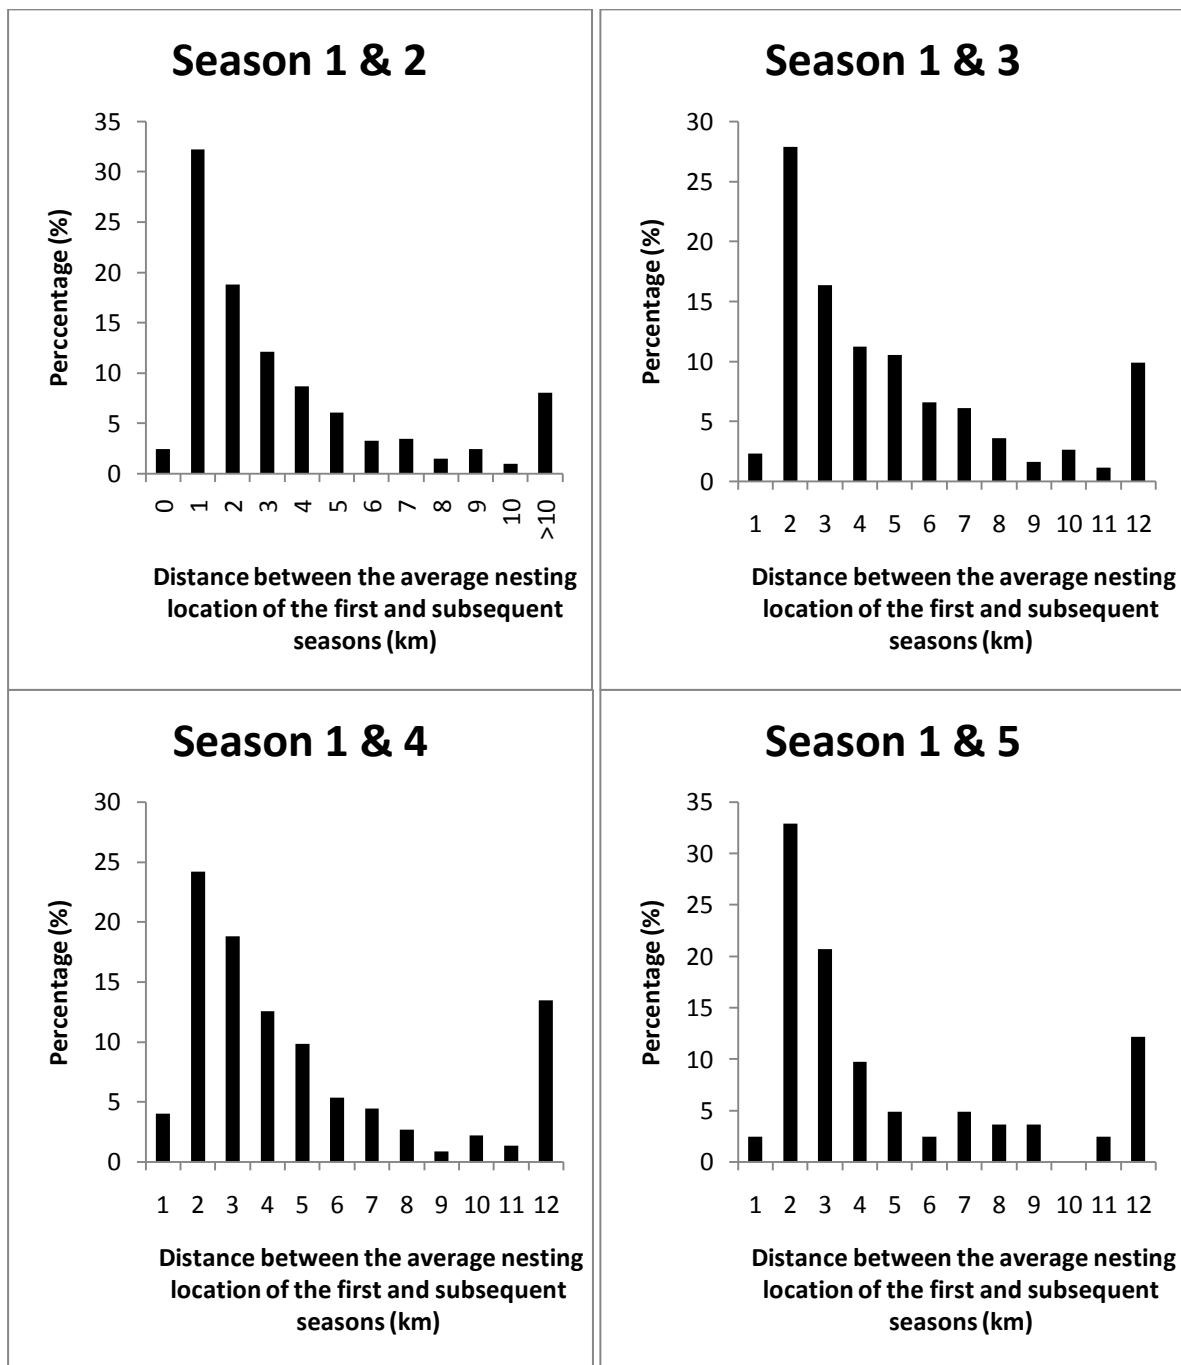 Season 1 & 2
35
30
25
20
15
10
5
0
Perccentage (%)
0 1 2 3 4 5 6 7 8 9 10 >10
Distance between the average nesting
location of the first and subsequent
seasons (km)
Season 1 & 3
30
25
20
15
10
5
0
Percentage (%)
1 2 3 4 5 6 7 8 9 10 11 12
Distance between the average nesting
location of the first and subsequent
seasons (km)
Season 1 & 4
30
25
20
15
10
5
0
Percentage (%)
1 2 3 4 5 6 7 8 9 10 11 12
Distance between the average nesting
location of the first and subsequent
seasons (km)
Season 1 & 5
35
30
25
20
15
10
5
0
Percentage (%)
1 2 3 4 5 6 7 8 9 10 11 12
Distance between the average nesting
location of the first and subsequent
seasons (km)